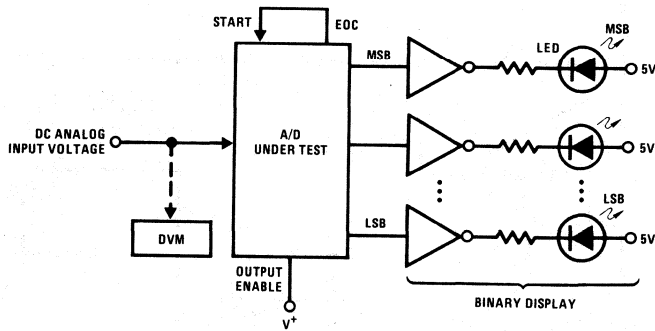 START
EOC
MSB
LED
MSB
5V
DC ANALOG
INPUT VOLTAGE
A/D
UNDER TEST
5V
DVM
LSB
LSB
5V
OUTPUT
ENABLE
V+
BINARY DISPLAY